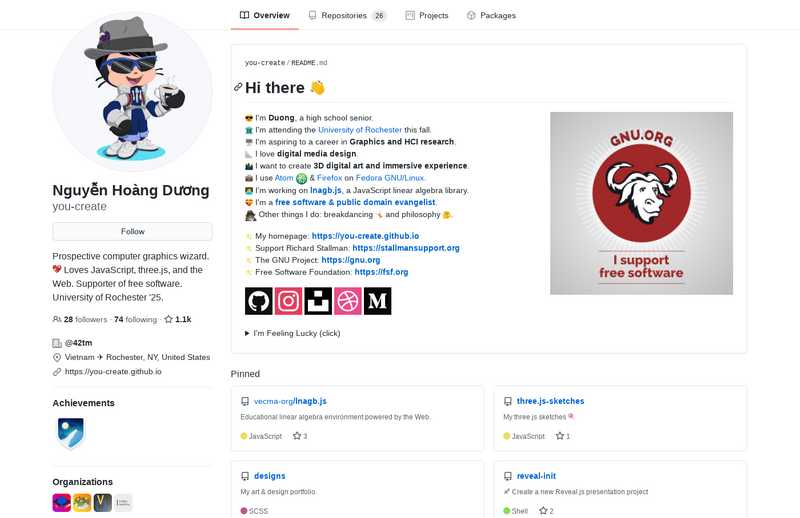 Overview
Repositories 26
Projects
Packages
Nguyễn Hoàng Dương
you-create
Follow
Prospective computer graphics wizard.
💖 Loves JavaScript, three.js, and the
Web. Supporter of free software.
University of Rochester '25.
28 followers · 74 following · 1.1k
@42tm
Vietnam ✈ Rochester, NY, United States
https://you-create.github.io
Achievements
Organizations
you-create / README.md
Hi there 👋
😎 I'm Duong, a high school senior.
I'm attending the University of Rochester this fall.
I'm aspiring to a career in Graphics and HCI research.
I love digital media design.
I want to create 3D digital art and immersive experience.
I use Atom & Firefox on Fedora GNU/Linux.
I'm working on lnagb.js, a JavaScript linear algebra library.
I'm a free software & public domain evangelist.
Other things I do: breakdancing and philosophy 🤔.
My homepage: https://you-create.github.io
Support Richard Stallman: https://stallmansupport.org
The GNU Project: https://gnu.org
Free Software Foundation: https://fsf.org
GNU.ORG
I support
free software
I'm Feeling Lucky (click)
Pinned
vecma-org/lnagb.js
Educational linear algebra environment powered by the Web.
JavaScript 3
three.js-sketches
My three.js sketches
JavaScript 1
designs
My art & design portfolio.
SCSS
reveal-init
Create a new Reveal.js presentation project
Shell 2